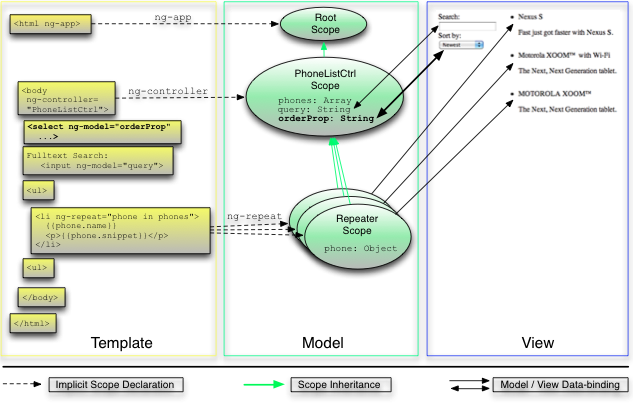 <html ng-app>
<body
ng-controller=
"PhoneListCtrl">
<select ng-model="orderProp"
...>
Fulltext Search:
<input ng-model="query">
<ul>
<li ng-repeat="phone in phones">
{{phone.name}}
<p>{{phone.snippet}}</p>
</li>
<ul>
</body>
</html>
Template
ng-app
ng-controller
ng-repeat
Root
Scope
PhoneListCtrl
Scope
phones: Array
query: String
orderProp: String
Repeater
Scope
phone: Object
Model
Search:
Sort by:
Newest
Nexus S
Fast just got faster with Nexus S.
Motorola XOOM™ with Wi-Fi
The Next, Next Generation tablet.
MOTOROLA XOOM™
The Next, Next Generation tablet.
View
Implicit Scope Declaration
Scope Inheritance
Model / View Data-binding